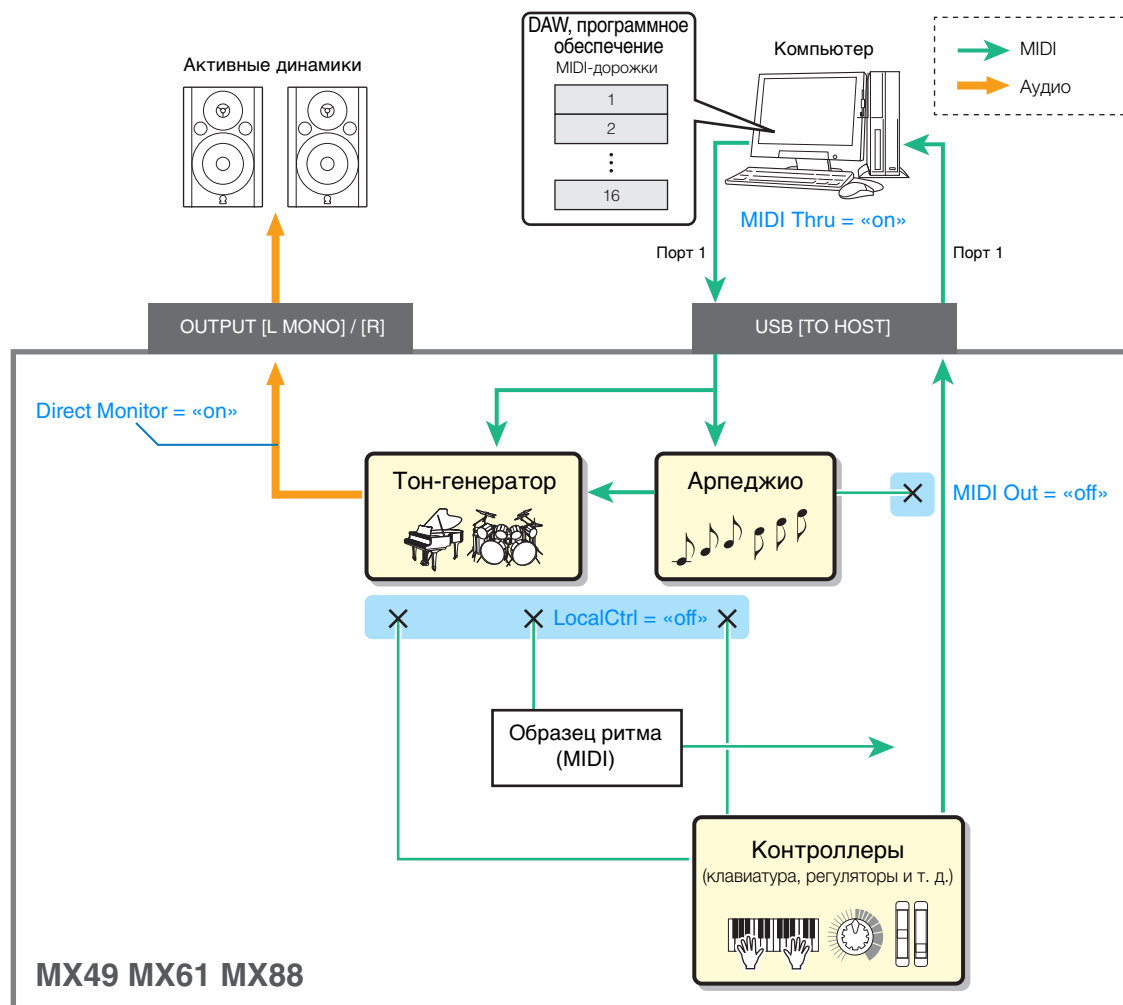 DAW, программное
обеспечение
MIDI-дорожки
1
2
16
Компьютер
MIDI
Аудио
Активные динамики
MIDI Thru = «on»
Порт 1
Порт 1
OUTPUT [L MONO] / [R]
USB [TO HOST]
Direct Monitor = «on»
Тон-генератор
Арпеджио
MIDI Out = «off»
LocalCtrl = «off»
Образец ритма
(MIDI)
Контроллеры
(клавиатура, регуляторы и т. д.)
MX49 MX61 MX88